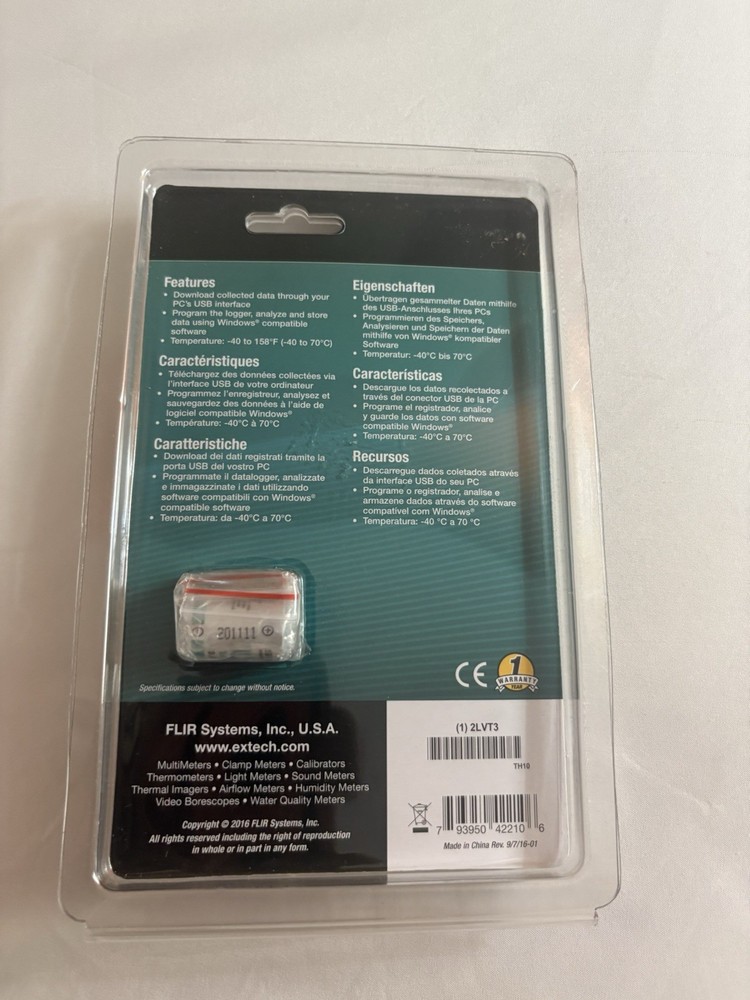 Features
• Download collected data through your
PC's USB interface
• Program the logger, analyze and store
data using Windows® compatible
software
• Temperature: -40 to 158°F (-40 to 70°C)
Caractéristiques
• Téléchargez des données collectées via
l'interface USB de votre ordinateur
• Programmez l'enregistreur, analysez et
sauvegardez des données à l'aide de
logiciel compatible Windows®
• Température: -40°C à 70°C
Caratteristiche
• Download dei dati registrati tramite la
porta USB del vostro PC
• Programmate il datalogger, analizzate
e immagazzinate i dati utilizzando
software compatibili con Windows®
compatible software
• Temperatura: da -40°C a 70°C
Eigenschaften
• Übertragen gesammelter Daten mithilfe
des USB-Anschlusses Ihres PCs
• Programmieren des Speichers,
Analysieren und Speichern der Daten
mithilfe von Windows® kompatibler
Software
• Temperatur: -40°C bis 70°C
Características
• Descargue los datos recolectados a
través del conector USB de la PC
• Programe el registrador, analice
y guarde los datos con software
compatible Windows®
• Temperatura: -40°C a 70°C
Recursos
• Descarregue dados coletados através
da interface USB do seu PC
• Programe o registrador, analise e
armazene dados através do software
compatível com Windows®
• Temperatura: -40 °C a 70 °C
201111
Specifications subject to change without notice.
CE
1
WARRANTY
YEAR
FLIR Systems, Inc., U.S.A.
www.extech.com
MultiMeters • Clamp Meters • Calibrators
Thermometers • Light Meters • Sound Meters
Thermal Imagers • Airflow Meters • Humidity Meters
Video Borescopes • Water Quality Meters
Copyright © 2016 FLIR Systems, Inc.
All rights reserved including the right of reproduction
in whole or in part in any form.
(1) 2LVT3
TH10
7 93950 42210 6
Made in China Rev. 9/7/16-01